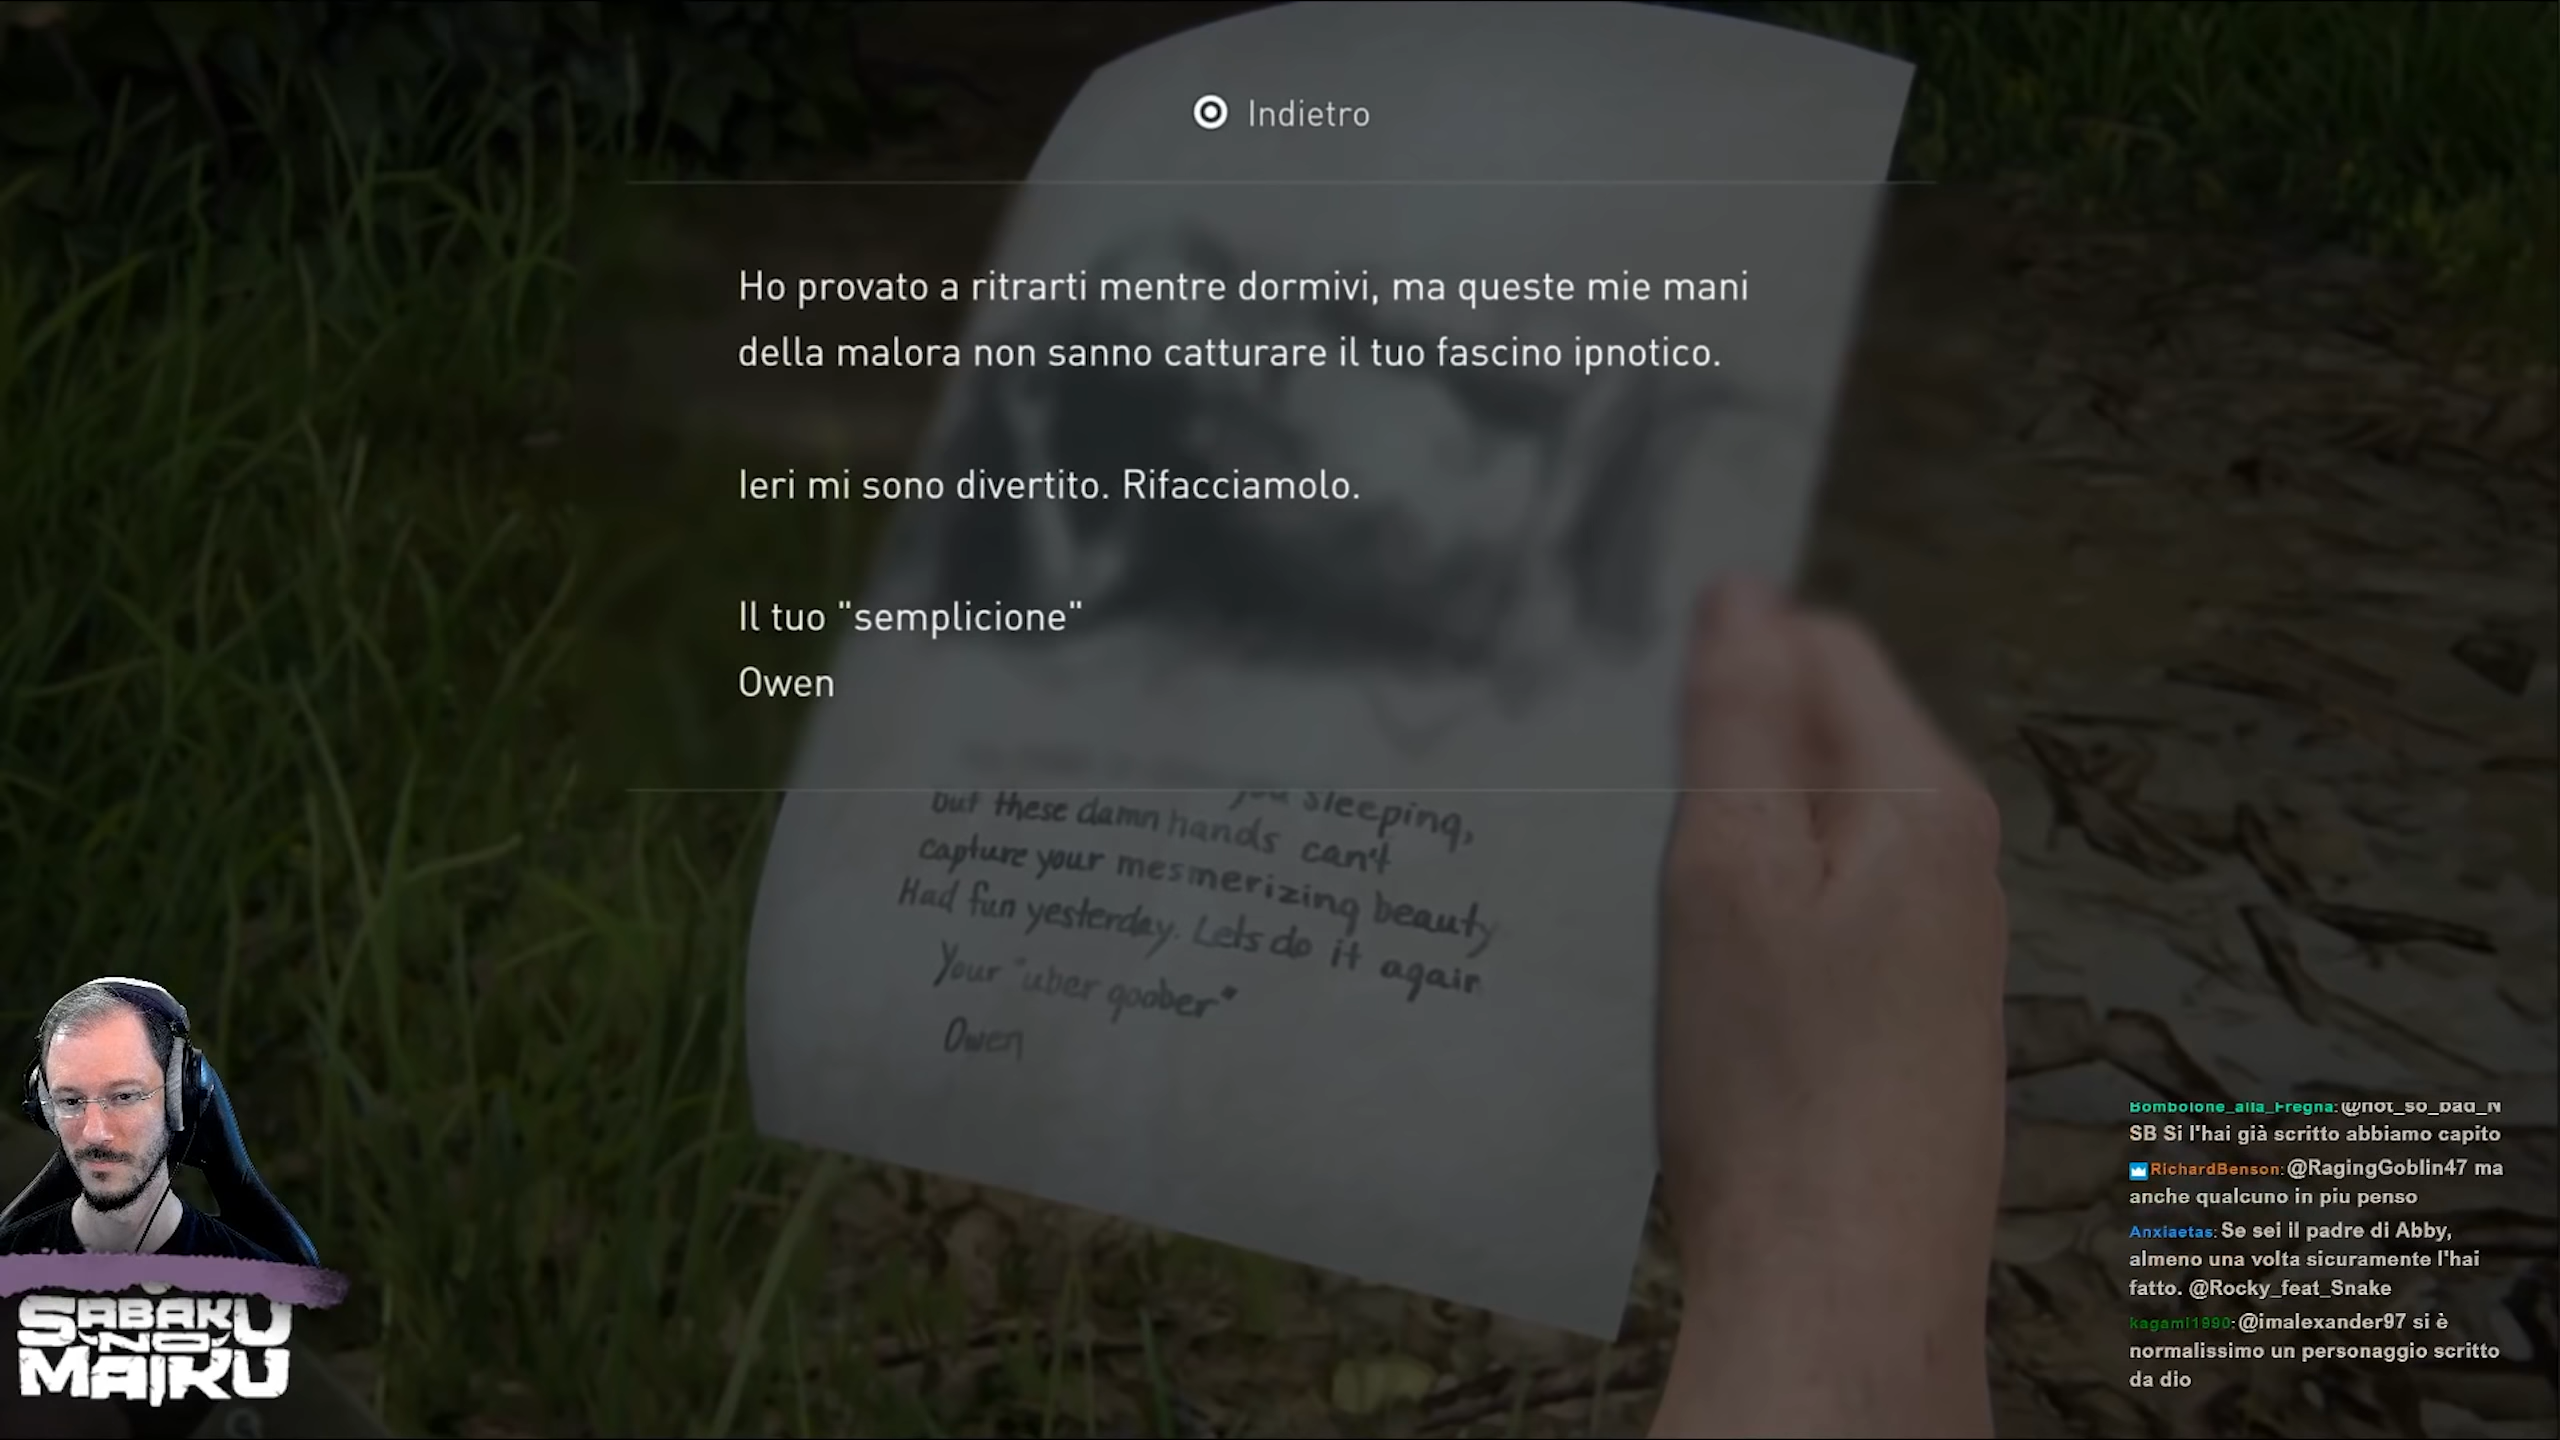 Indietro
Ho provato a ritrarti mentre dormivi, ma queste mie mani
della malora non sanno catturare il tuo fascino ipnotico.
Ieri mi sono divertito. Rifacciamolo.
Il tuo "semplicione"
Owen
you sleeping,
but these damn hands can't
capture your mesmerizing beauty
Had fun yesterday. Lets do it again
Your "uber goober"
Owen
SABAKU
NO
MAIKU
Bombolone_alla_Fregna: @not_so_bad_N
SB Si l'hai già scritto abbiamo capito
RichardBenson: @RagingGoblin47 ma
anche qualcuno in piu penso
Anxiaetas: Se sei il padre di Abby,
almeno una volta sicuramente l'hai
fatto. @Rocky_feat_Snake
kagami1990: @imalexander97 si è
normalissimo un personaggio scritto
da dio